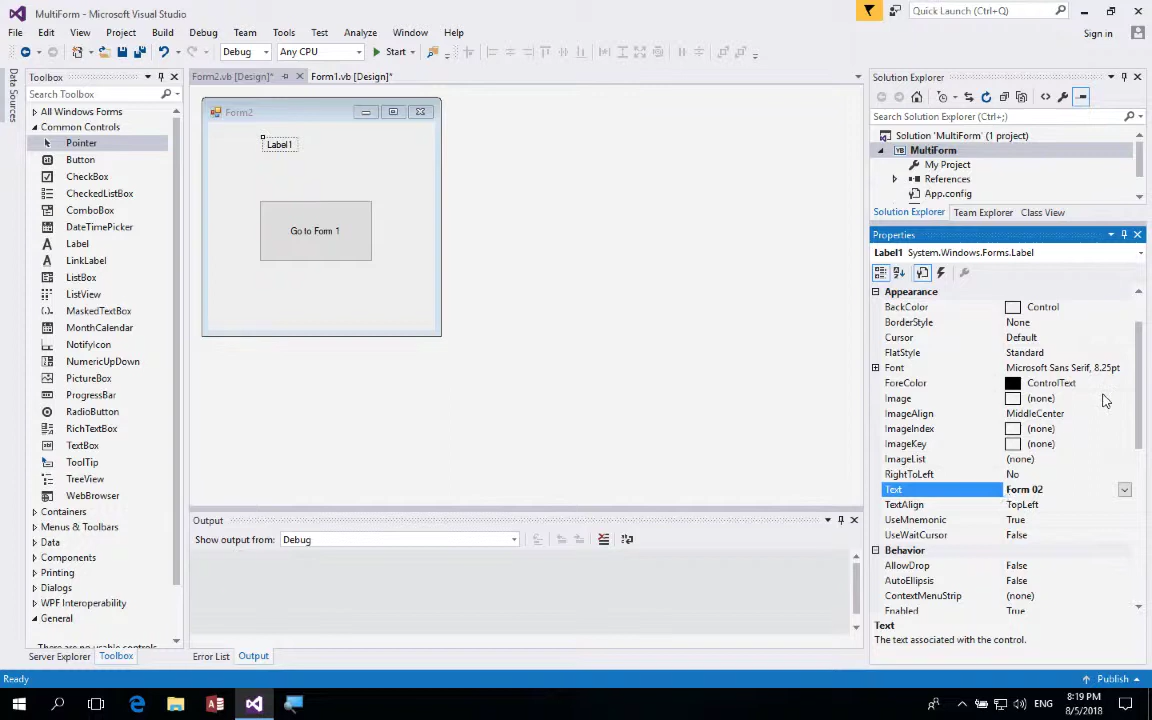 MultiForm - Microsoft Visual Studio
Quick Launch (Ctrl+Q)
File Edit View Project Build Debug Team Tools Test Analyze Window Help
Sign in
Debug Any CPU Start
Data Sources
Toolbox
Search Toolbox
All Windows Forms
Common Controls
Pointer
Button
CheckBox
CheckedListBox
ComboBox
DateTimePicker
Label
LinkLabel
ListBox
ListView
MaskedTextBox
MonthCalendar
NotifyIcon
NumericUpDown
PictureBox
ProgressBar
RadioButton
RichTextBox
TextBox
ToolTip
TreeView
WebBrowser
Containers
Menus & Toolbars
Data
Components
Printing
Dialogs
WPF Interoperability
General
Server Explorer Toolbox
Form2.vb [Design]* Form1.vb [Design]*
Form2
Label1
Go to Form 1
Output
Show output from: Debug
Error List Output
Solution Explorer
Search Solution Explorer (Ctrl+;)
Solution 'MultiForm' (1 project)
VB MultiForm
My Project
References
App.config
Solution Explorer Team Explorer Class View
Properties
Label1 System.Windows.Forms.Label
Appearance
BackColor Control
BorderStyle None
Cursor Default
FlatStyle Standard
Font Microsoft Sans Serif, 8.25pt
ForeColor ControlText
Image (none)
ImageAlign MiddleCenter
ImageIndex (none)
ImageKey (none)
ImageList (none)
RightToLeft No
Text Form 02
TextAlign TopLeft
UseMnemonic True
UseWaitCursor False
Behavior
AllowDrop False
AutoEllipsis False
ContextMenuStrip (none)
Enabled True
Text
The text associated with the control.
Ready
Publish
ENG
8:19 PM
8/5/2018